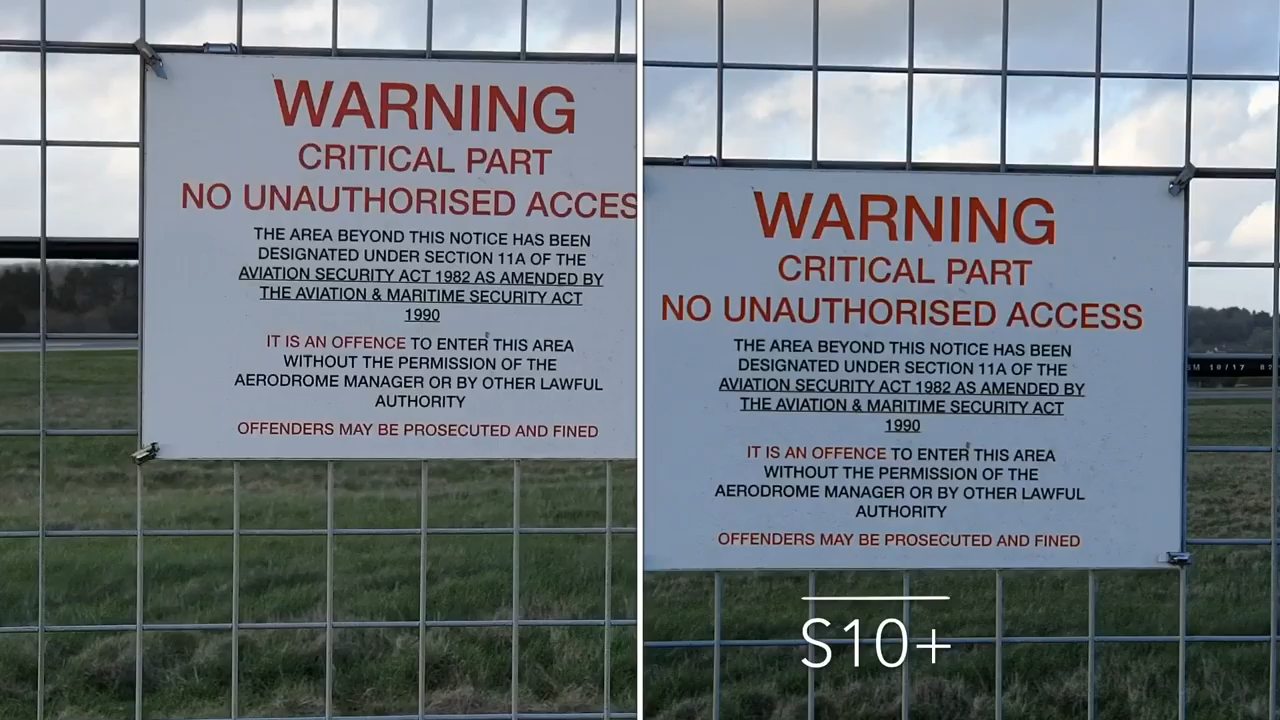 WARNING
CRITICAL PART
NO UNAUTHORISED ACCES
THE AREA BEYOND THIS NOTICE HAS BEEN
DESIGNATED UNDER SECTION 11A OF THE
AVIATION SECURITY ACT 1982 AS AMENDED BY
THE AVIATION & MARITIME SECURITY ACT
1990
IT IS AN OFFENCE TO ENTER THIS AREA
WITHOUT THE PERMISSION OF THE
AERODROME MANAGER OR BY OTHER LAWFUL
AUTHORITY
OFFENDERS MAY BE PROSECUTED AND FINED
WARNING
CRITICAL PART
NO UNAUTHORISED ACCESS
THE AREA BEYOND THIS NOTICE HAS BEEN
DESIGNATED UNDER SECTION 11A OF THE
AVIATION SECURITY ACT 1982 AS AMENDED BY
THE AVIATION & MARITIME SECURITY ACT
1990
IT IS AN OFFENCE TO ENTER THIS AREA
WITHOUT THE PERMISSION OF THE
AERODROME MANAGER OR BY OTHER LAWFUL
AUTHORITY
OFFENDERS MAY BE PROSECUTED AND FINED
S10+